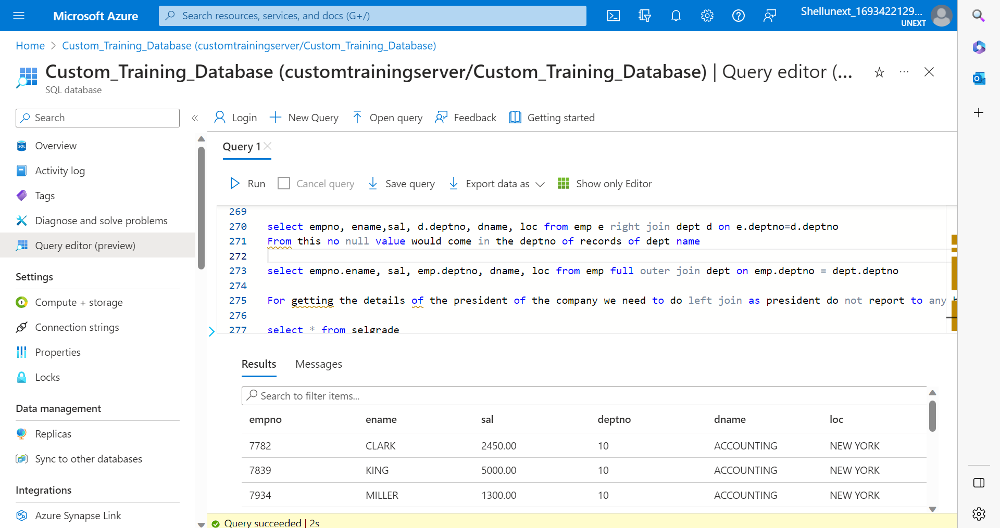 Microsoft Azure
Search resources, services, and docs (G+/)
Shellunext_1693422129...
UNEXT
Home > Custom_Training_Database (customtrainingserver/Custom_Training_Database)
Custom_Training_Database (customtrainingserver/Custom_Training_Database) | Query editor (...
SQL database
Search
«
Login
New Query
Open query
Feedback
Getting started
Overview
Activity log
Tags
Diagnose and solve problems
Query editor (preview)
Settings
Compute + storage
Connection strings
Properties
Locks
Data management
Replicas
Sync to other databases
Integrations
Azure Synapse Link
Query 1
Run
Cancel query
Save query
Export data as
Show only Editor
269
270 select empno, ename,sal, d.deptno, dname, loc from emp e right join dept d on e.deptno=d.deptno
271 From this no null value would come in the deptno of records of dept name
272
273 select empno.ename, sal, emp.deptno, dname, loc from emp full outer join dept on emp.deptno = dept.deptno
274
275 For getting the details of the president of the company we need to do left join as president do not report to any
276
277 select * from selgrade
Results
Messages
Search to filter items...
empno ename sal deptno dname loc
7782 CLARK 2450.00 10 ACCOUNTING NEW YORK
7839 KING 5000.00 10 ACCOUNTING NEW YORK
7934 MILLER 1300.00 10 ACCOUNTING NEW YORK
Query succeeded | 2s